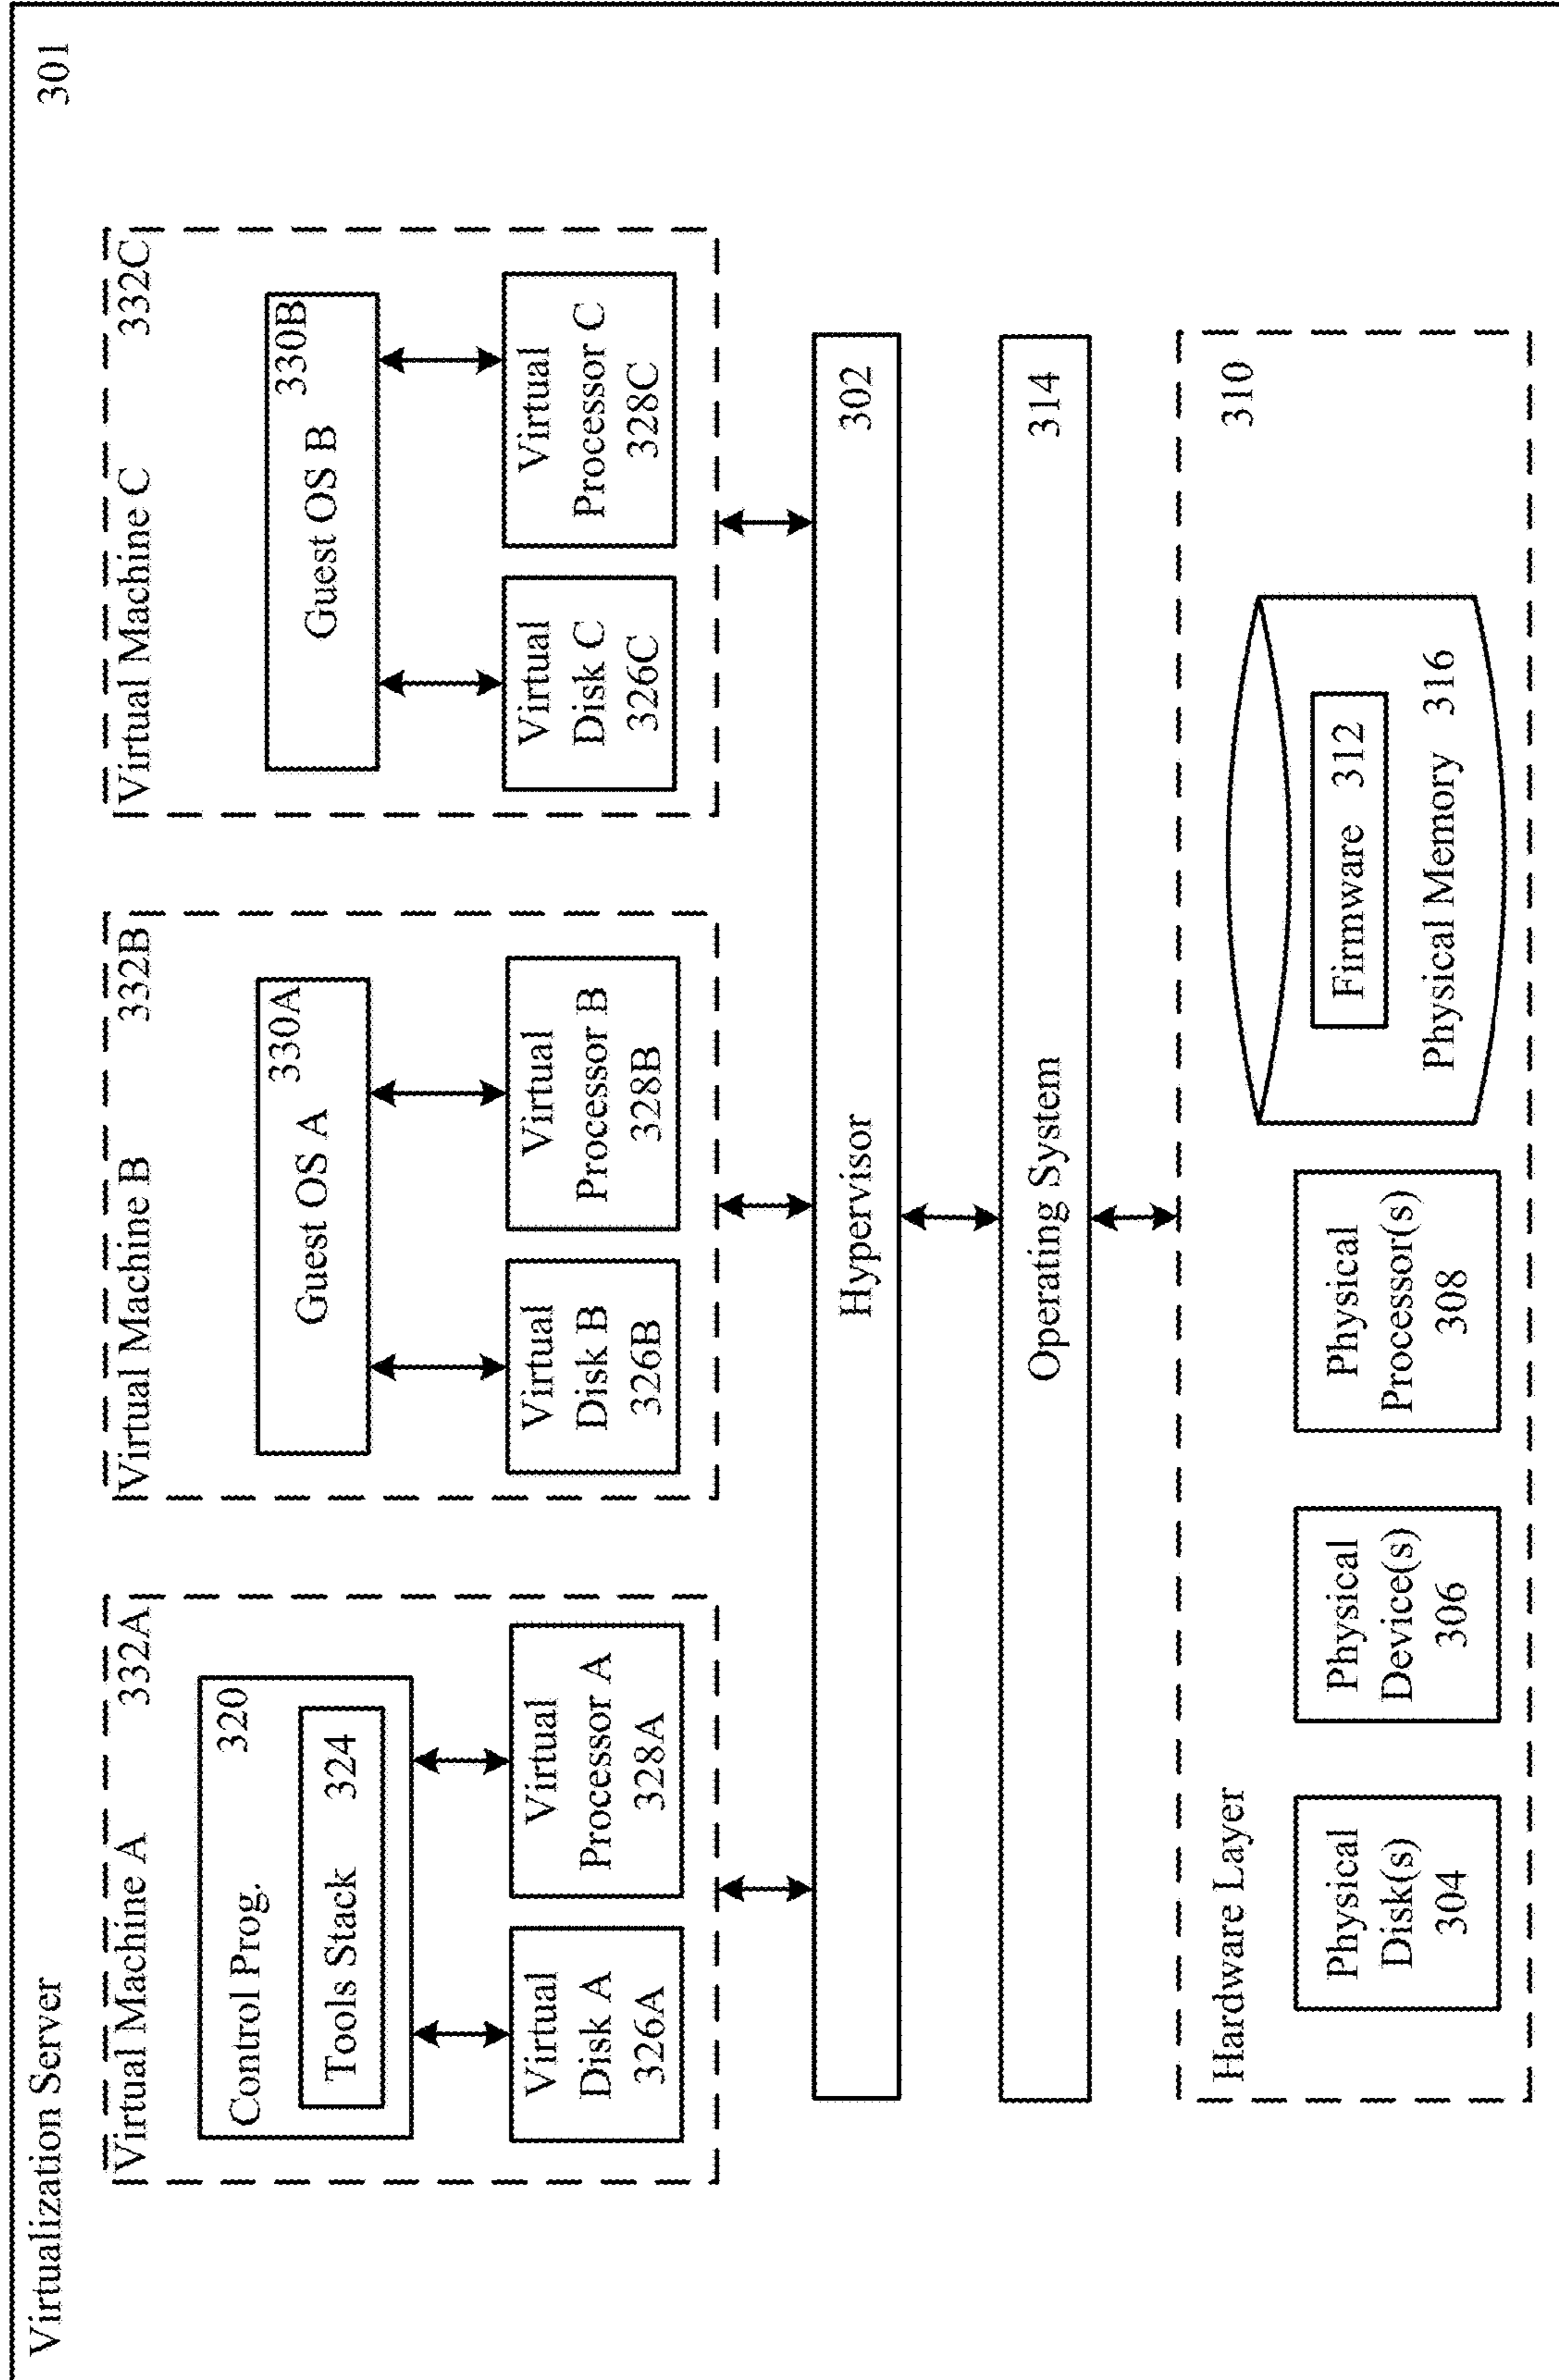 Virtualization Server 301
Virtual Machine A 332A
Control Prog. 320
Tools Stack 324
Virtual
Disk A
326A
Virtual
Processor A
328A
Virtual Machine B 332B
Guest OS A 330A
Virtual
Disk B
326B
Virtual
Processor B
328B
Virtual Machine C 332C
Guest OS B 330B
Virtual
Disk C
326C
Virtual
Processor C
328C
Hypervisor 302
Operating System 314
Hardware Layer 310
Physical
Disk(s)
304
Physical
Device(s)
306
Physical
Processor(s)
308
Firmware 312
Physical Memory 316